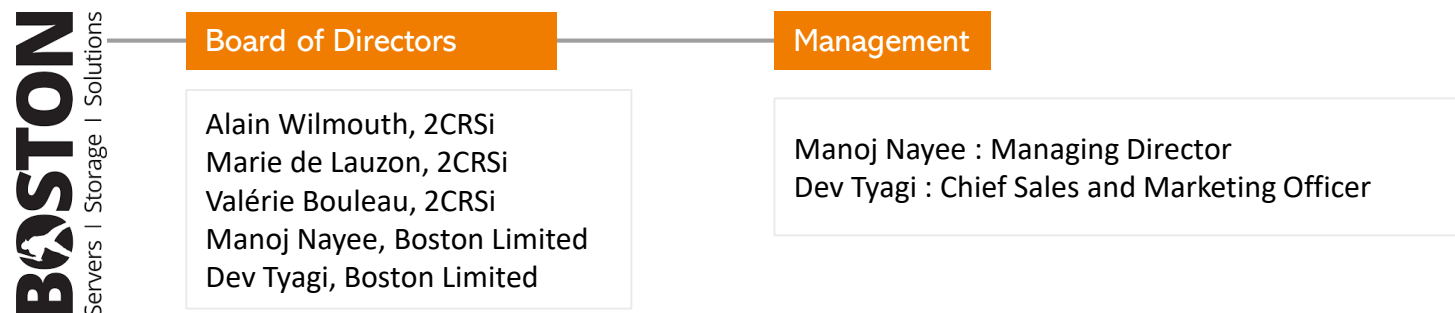 BOSTON
Servers | Storage | Solutions
Board of Directors
Alain Wilmouth, 2CRSi
Marie de Lauzon, 2CRSi
Valérie Bouleau, 2CRSi
Manoj Nayee, Boston Limited
Dev Tyagi, Boston Limited
Management
Manoj Nayee : Managing Director
Dev Tyagi : Chief Sales and Marketing Officer